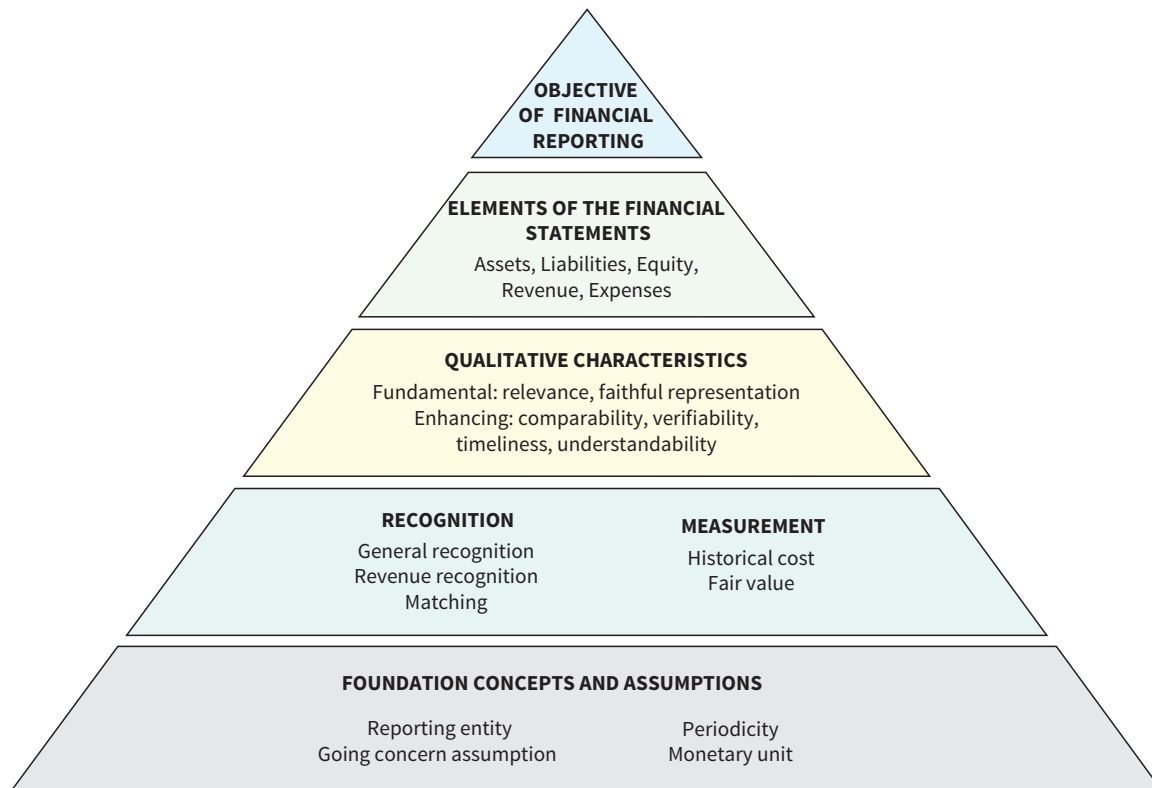 OBJECTIVE
OF FINANCIAL
REPORTING
ELEMENTS OF THE FINANCIAL
STATEMENTS
Assets, Liabilities, Equity,
Revenue, Expenses
QUALITATIVE CHARACTERISTICS
Fundamental: relevance, faithful representation
Enhancing: comparability, verifiability,
timeliness, understandability
RECOGNITION
General recognition
Revenue recognition
Matching
MEASUREMENT
Historical cost
Fair value
FOUNDATION CONCEPTS AND ASSUMPTIONS
Reporting entity
Going concern assumption
Periodicity
Monetary unit